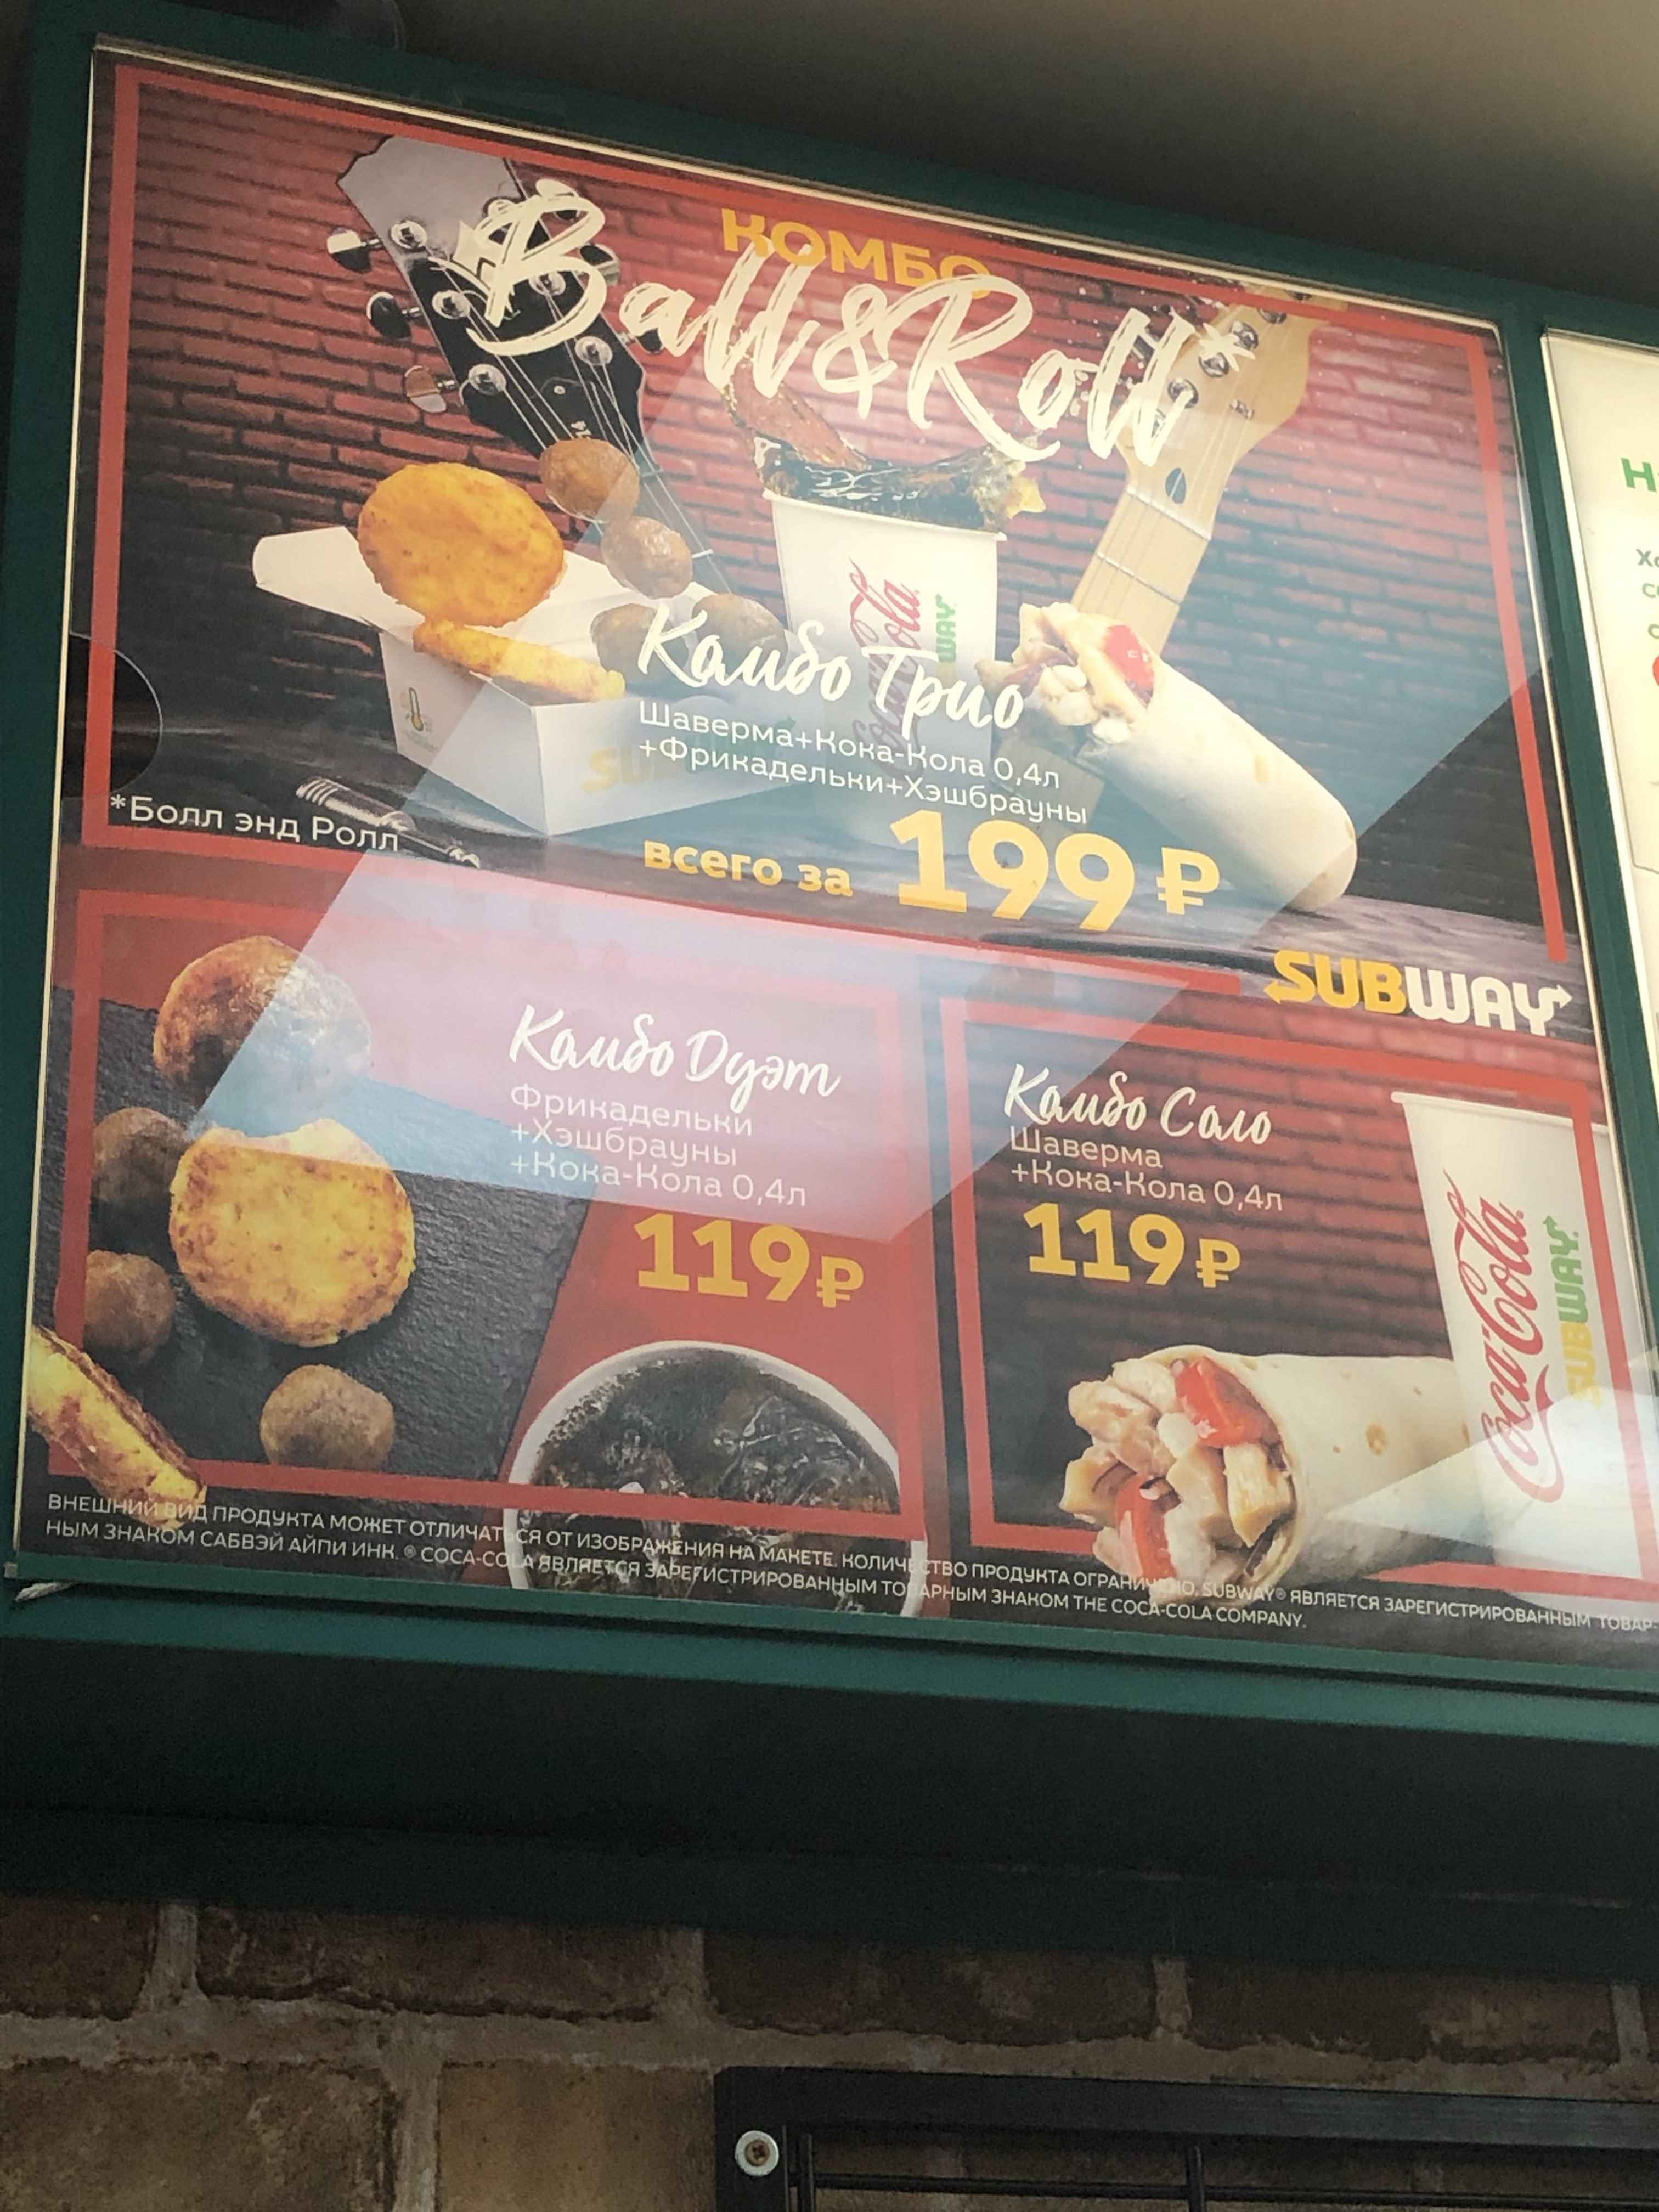 КОМБО
Ball&Roll*
Комбо Трио
Шаверма+Кока-Кола 0,4л
+Фрикадельки+Хэшбрауны
всего за 199 ₽
*Болл энд Ролл
SUBWAY
Комбо Дуэт
Фрикадельки
+Хэшбрауны
+Кока-Кола 0,4л
119₽
Комбо Соло
Шаверма
+Кока-Кола 0,4л
119₽
Coca-Cola
SUBWAY
ВНЕШНИЙ ВИД ПРОДУКТА МОЖЕТ ОТЛИЧАТЬСЯ ОТ ИЗОБРАЖЕНИЯ НА МАКЕТЕ. КОЛИЧЕСТВО ПРОДУКТА ОГРАНИЧЕНО. SUBWAY® ЯВЛЯЕТСЯ ЗАРЕГИСТРИРОВАННЫМ ТОВАР-
НЫМ ЗНАКОМ САБВЭЙ АЙПИ ИНК. ® COCA-COLA ЯВЛЯЕТСЯ ЗАРЕГИСТРИРОВАННЫМ ТОВАРНЫМ ЗНАКОМ THE COCA-COLA COMPANY.